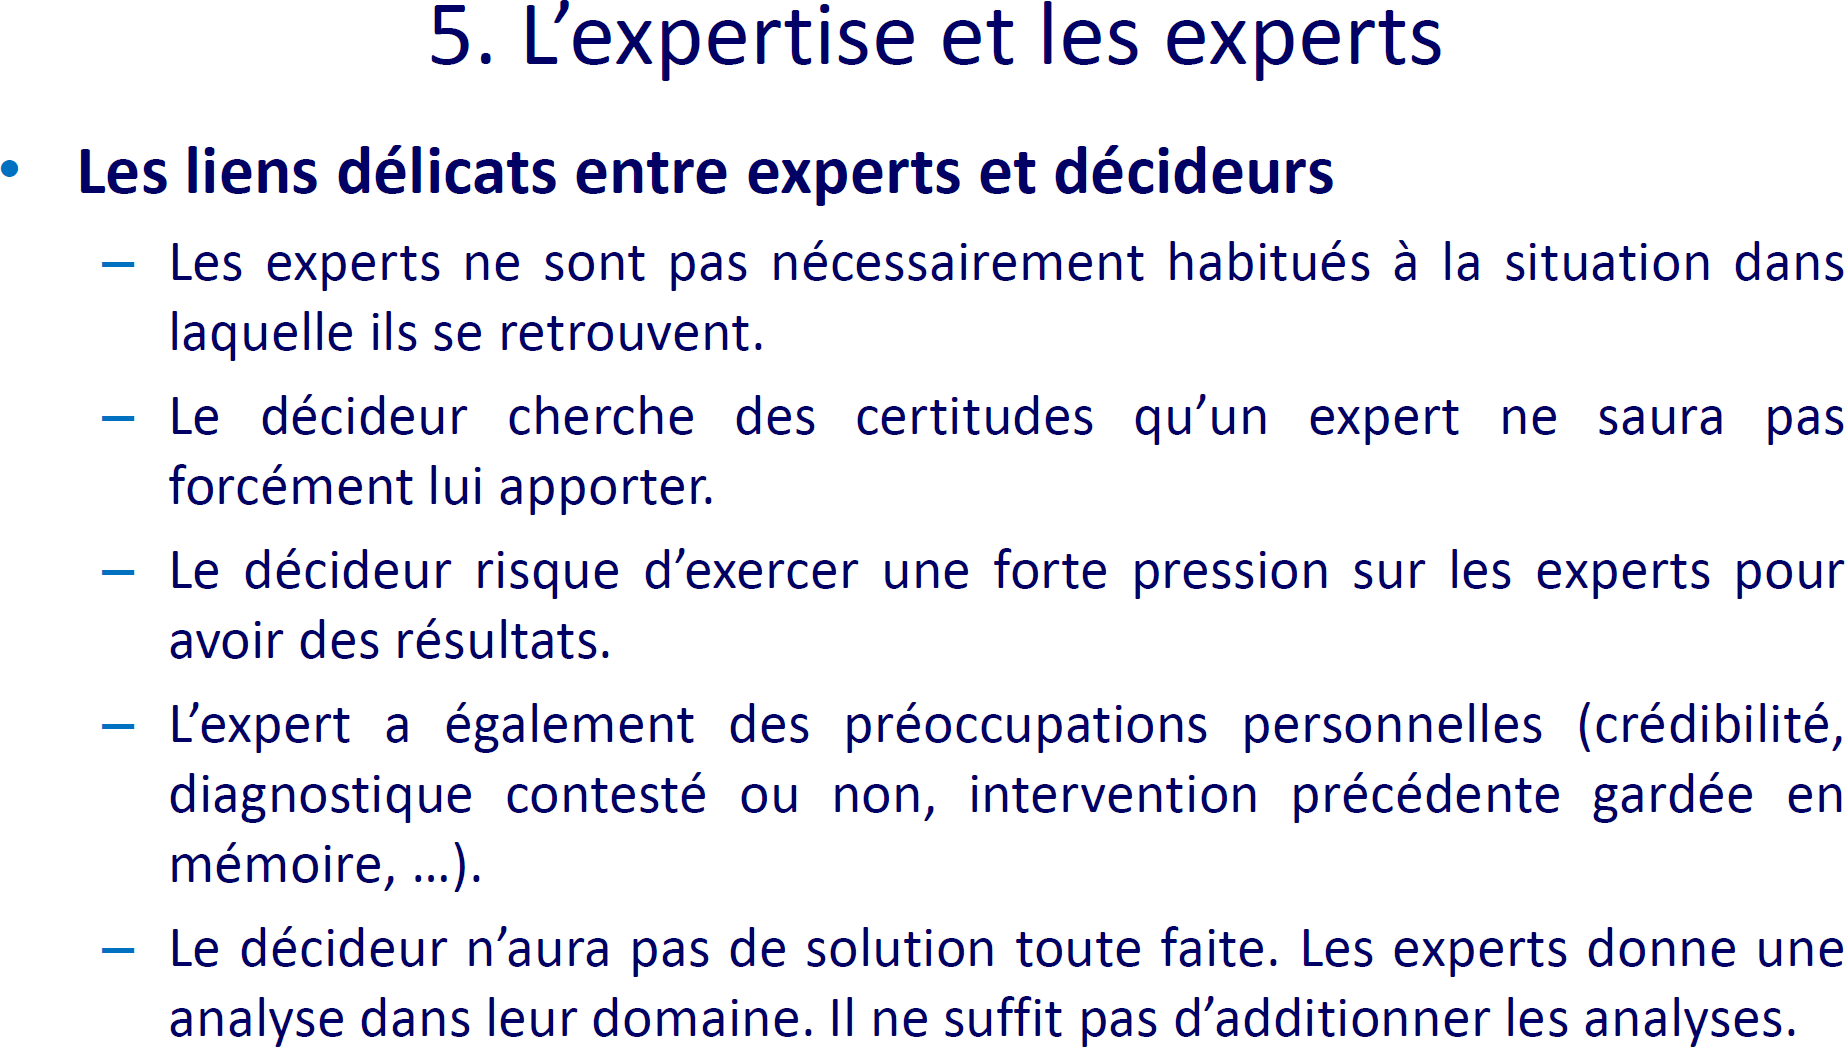 5. L’expertise et les experts
• Les liens délicats entre experts et décideurs
– Les experts ne sont pas nécessairement habitués à la situation dans
laquelle ils se retrouvent.
– Le décideur cherche des certitudes qu’un expert ne saura pas
forcément lui apporter.
– Le décideur risque d’exercer une forte pression sur les experts pour
avoir des résultats.
– L’expert a également des préoccupations personnelles (crédibilité,
diagnostique contesté ou non, intervention précédente gardée en
mémoire, …).
– Le décideur n’aura pas de solution toute faite. Les experts donne une
analyse dans leur domaine. Il ne suffit pas d’additionner les analyses.